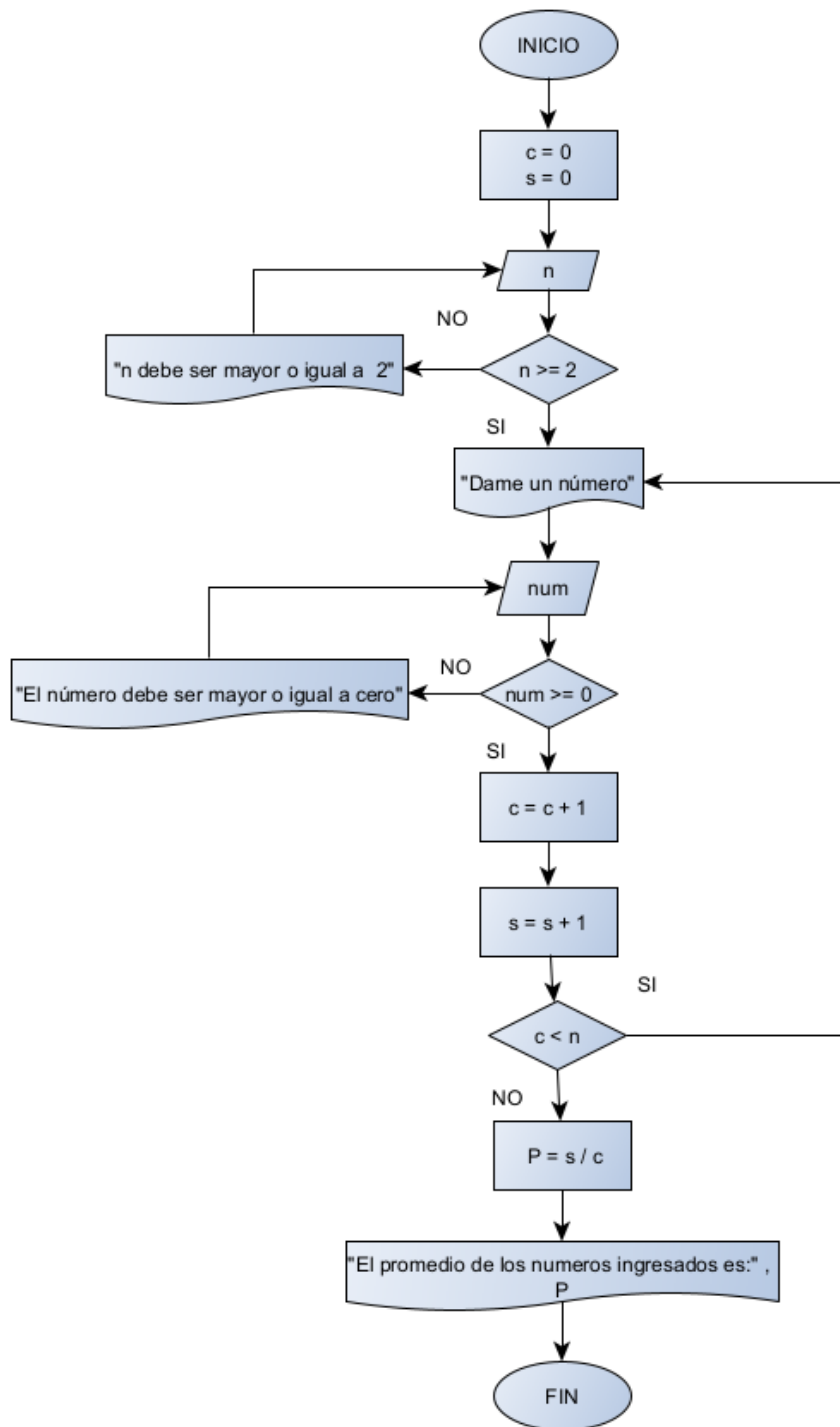 INICIO
c = 0
s = 0
n
NO
"n debe ser mayor o igual a  2"
n >= 2
SI
"Dame un número"
num
NO
"El número debe ser mayor o igual a cero"
num >= 0
SI
c = c + 1
s = s + 1
SI
c < n
NO
P = s / c
"El promedio de los numeros ingresados es:" ,
P
FIN